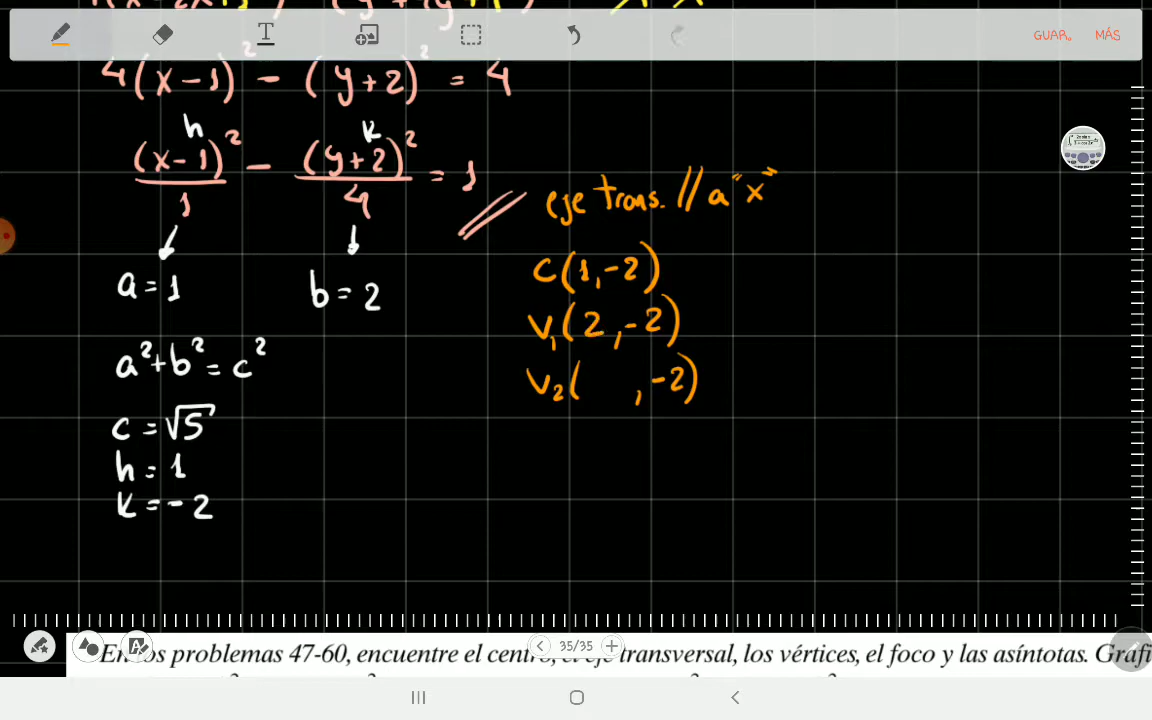 T
GUAR.
MÁS
4(x-1)² - (y+2)² = 4
h k
(x-1)²/1 - (y+2)²/4 = 1
eje trans. // a "x"
a = 1 b = 2
C(1,-2)
V₁(2,-2)
V₂( ,-2)
a²+b² = c²
c = √5
h = 1
k = -2
35/35
En los problemas 47-60, encuentre el centro, el eje transversal, los vértices, el foco y las asíntotas. Grafi